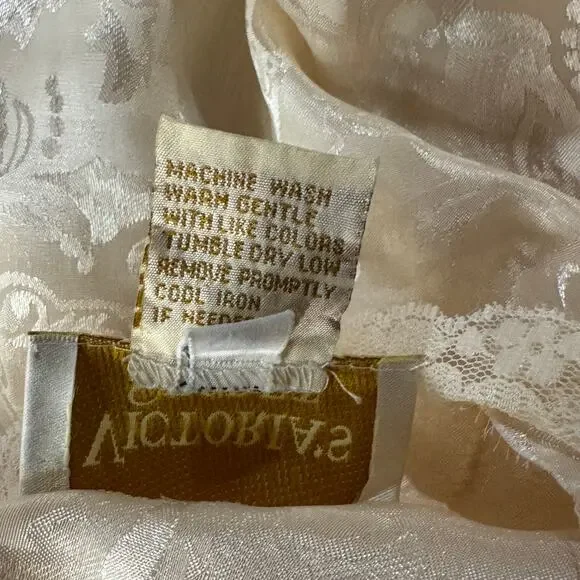 MACHINE WASH
WARM GENTLE
WITH LIKE COLORS
TUMBLE DRY LOW
REMOVE PROMPTLY
COOL IRON
IF NEEDED
VICTORIA'S